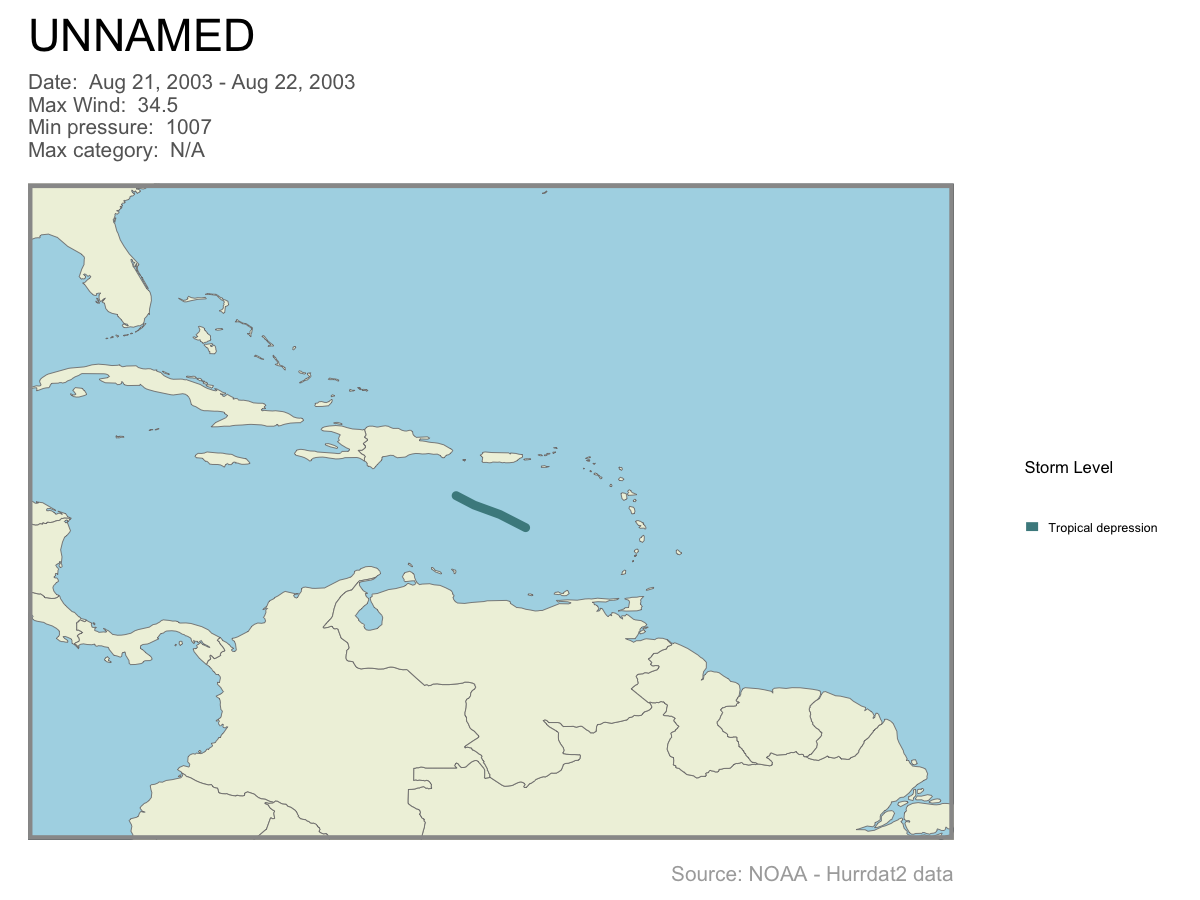 UNNAMED
Date:  Aug 21, 2003 - Aug 22, 2003
Max Wind:  34.5
Min pressure:  1007
Max category:  N/A
Storm Level
Tropical depression
Source: NOAA - Hurrdat2 data